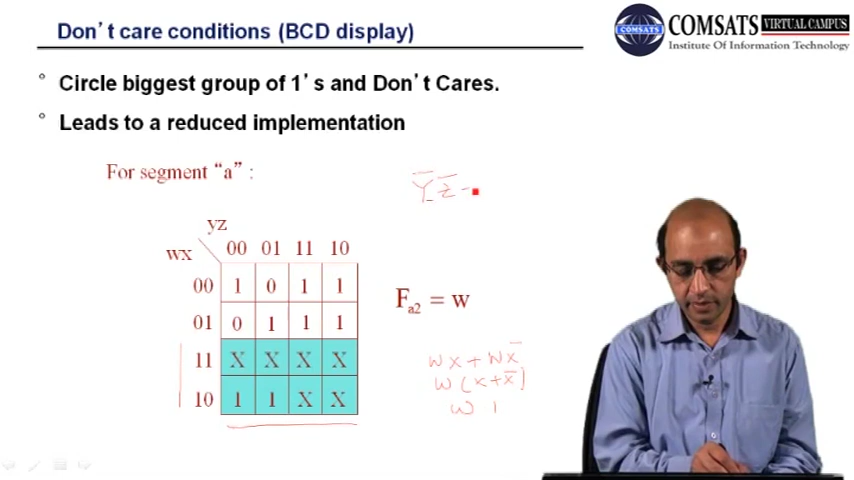 Don't care conditions (BCD display)
COMSATS VIRTUAL CAMPUS
Institute Of Information Technology
COMSATS
° Circle biggest group of 1's and Don't Cares.
° Leads to a reduced implementation
For segment “a” :
Y̅ z̅ -
yz
wx 00 01 11 10
00 1 0 1 1
01 0 1 1 1
11 X X X X
10 1 1 X X
Fa2 = w
wx + wx̅
w (x+x̅)
w 1